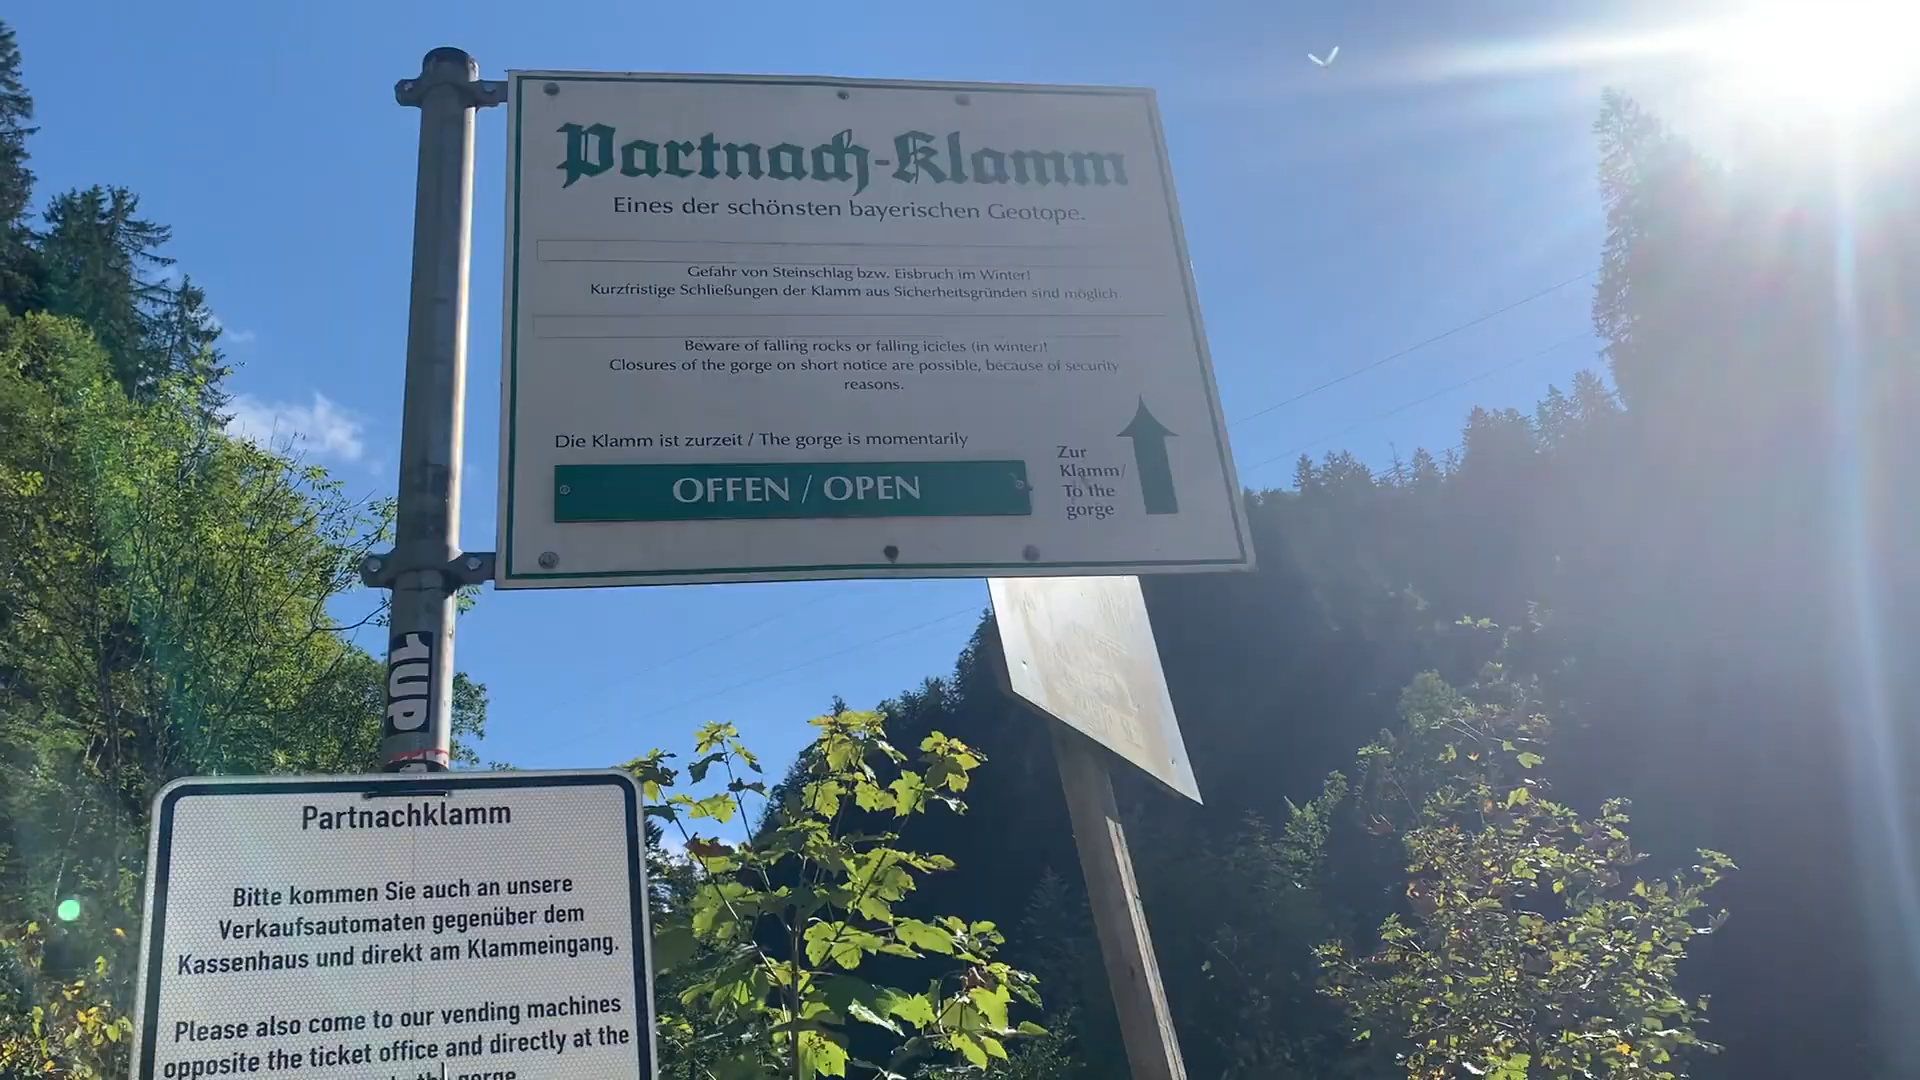 Partnach-Klamm
Eines der schönsten bayerischen Geotope.
Gefahr von Steinschlag bzw. Eisbruch im Winter!
Kurzfristige Schließungen der Klamm aus Sicherheitsgründen sind möglich.
Beware of falling rocks or falling icicles (in winter)!
Closures of the gorge on short notice are possible, because of security
reasons.
Die Klamm ist zurzeit / The gorge is momentarily
OFFEN / OPEN
Zur
Klamm/
To the
gorge
1UP
Partnachklamm
Bitte kommen Sie auch an unsere
Verkaufsautomaten gegenüber dem
Kassenhaus und direkt am Klammeingang.
Please also come to our vending machines
opposite the ticket office and directly at the
gorge